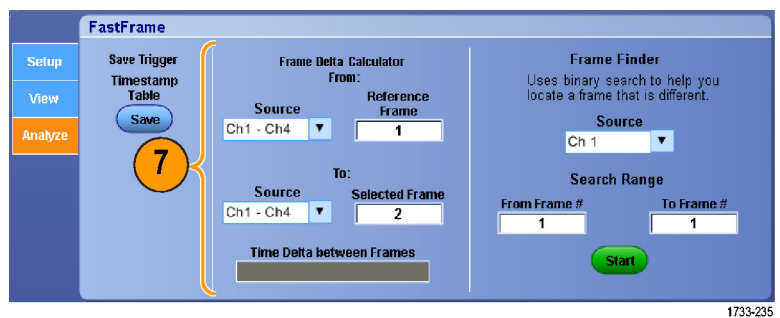 FastFrame
Setup
View
Analyze
Save Trigger
Timestamp
Table
Save
7
Frame Delta Calculator
From:
Source
Reference
Frame
Ch1 - Ch4
1
To:
Source
Selected Frame
Ch1 - Ch4
2
Time Delta between Frames
Frame Finder
Uses binary search to help you
locate a frame that is different.
Source
Ch 1
Search Range
From Frame #
To Frame #
1
1
Start
1733-235